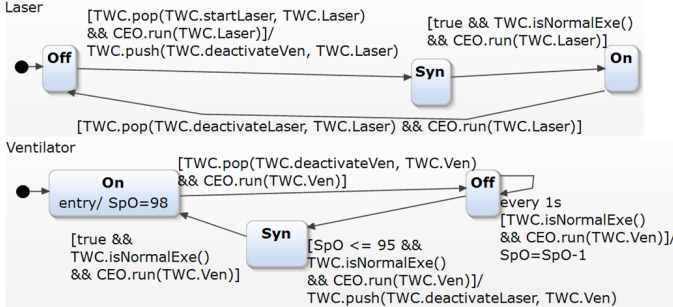 Laser
[TWC.pop(TWC.startLaser, TWC.Laser)
&& CEO.run(TWC.Laser)]/
TWC.push(TWC.deactivateVen, TWC.Laser)
[true && TWC.isNormalExe()
&& CEO.run(TWC.Laser)]
Off
Syn
On
[TWC.pop(TWC.deactivateLaser, TWC.Laser) && CEO.run(TWC.Laser)]
Ventilator
On
entry/ SpO=98
[TWC.pop(TWC.deactivateVen, TWC.Ven)
&& CEO.run(TWC.Ven)]
Off
every 1s
[TWC.isNormalExe()
&& CEO.run(TWC.Ven)]/
SpO=SpO-1
Syn
[true &&
TWC.isNormalExe()
&& CEO.run(TWC.Ven)]
[SpO <= 95 &&
TWC.isNormalExe()
&& CEO.run(TWC.Ven)]/
TWC.push(TWC.deactivateLaser, TWC.Ven)